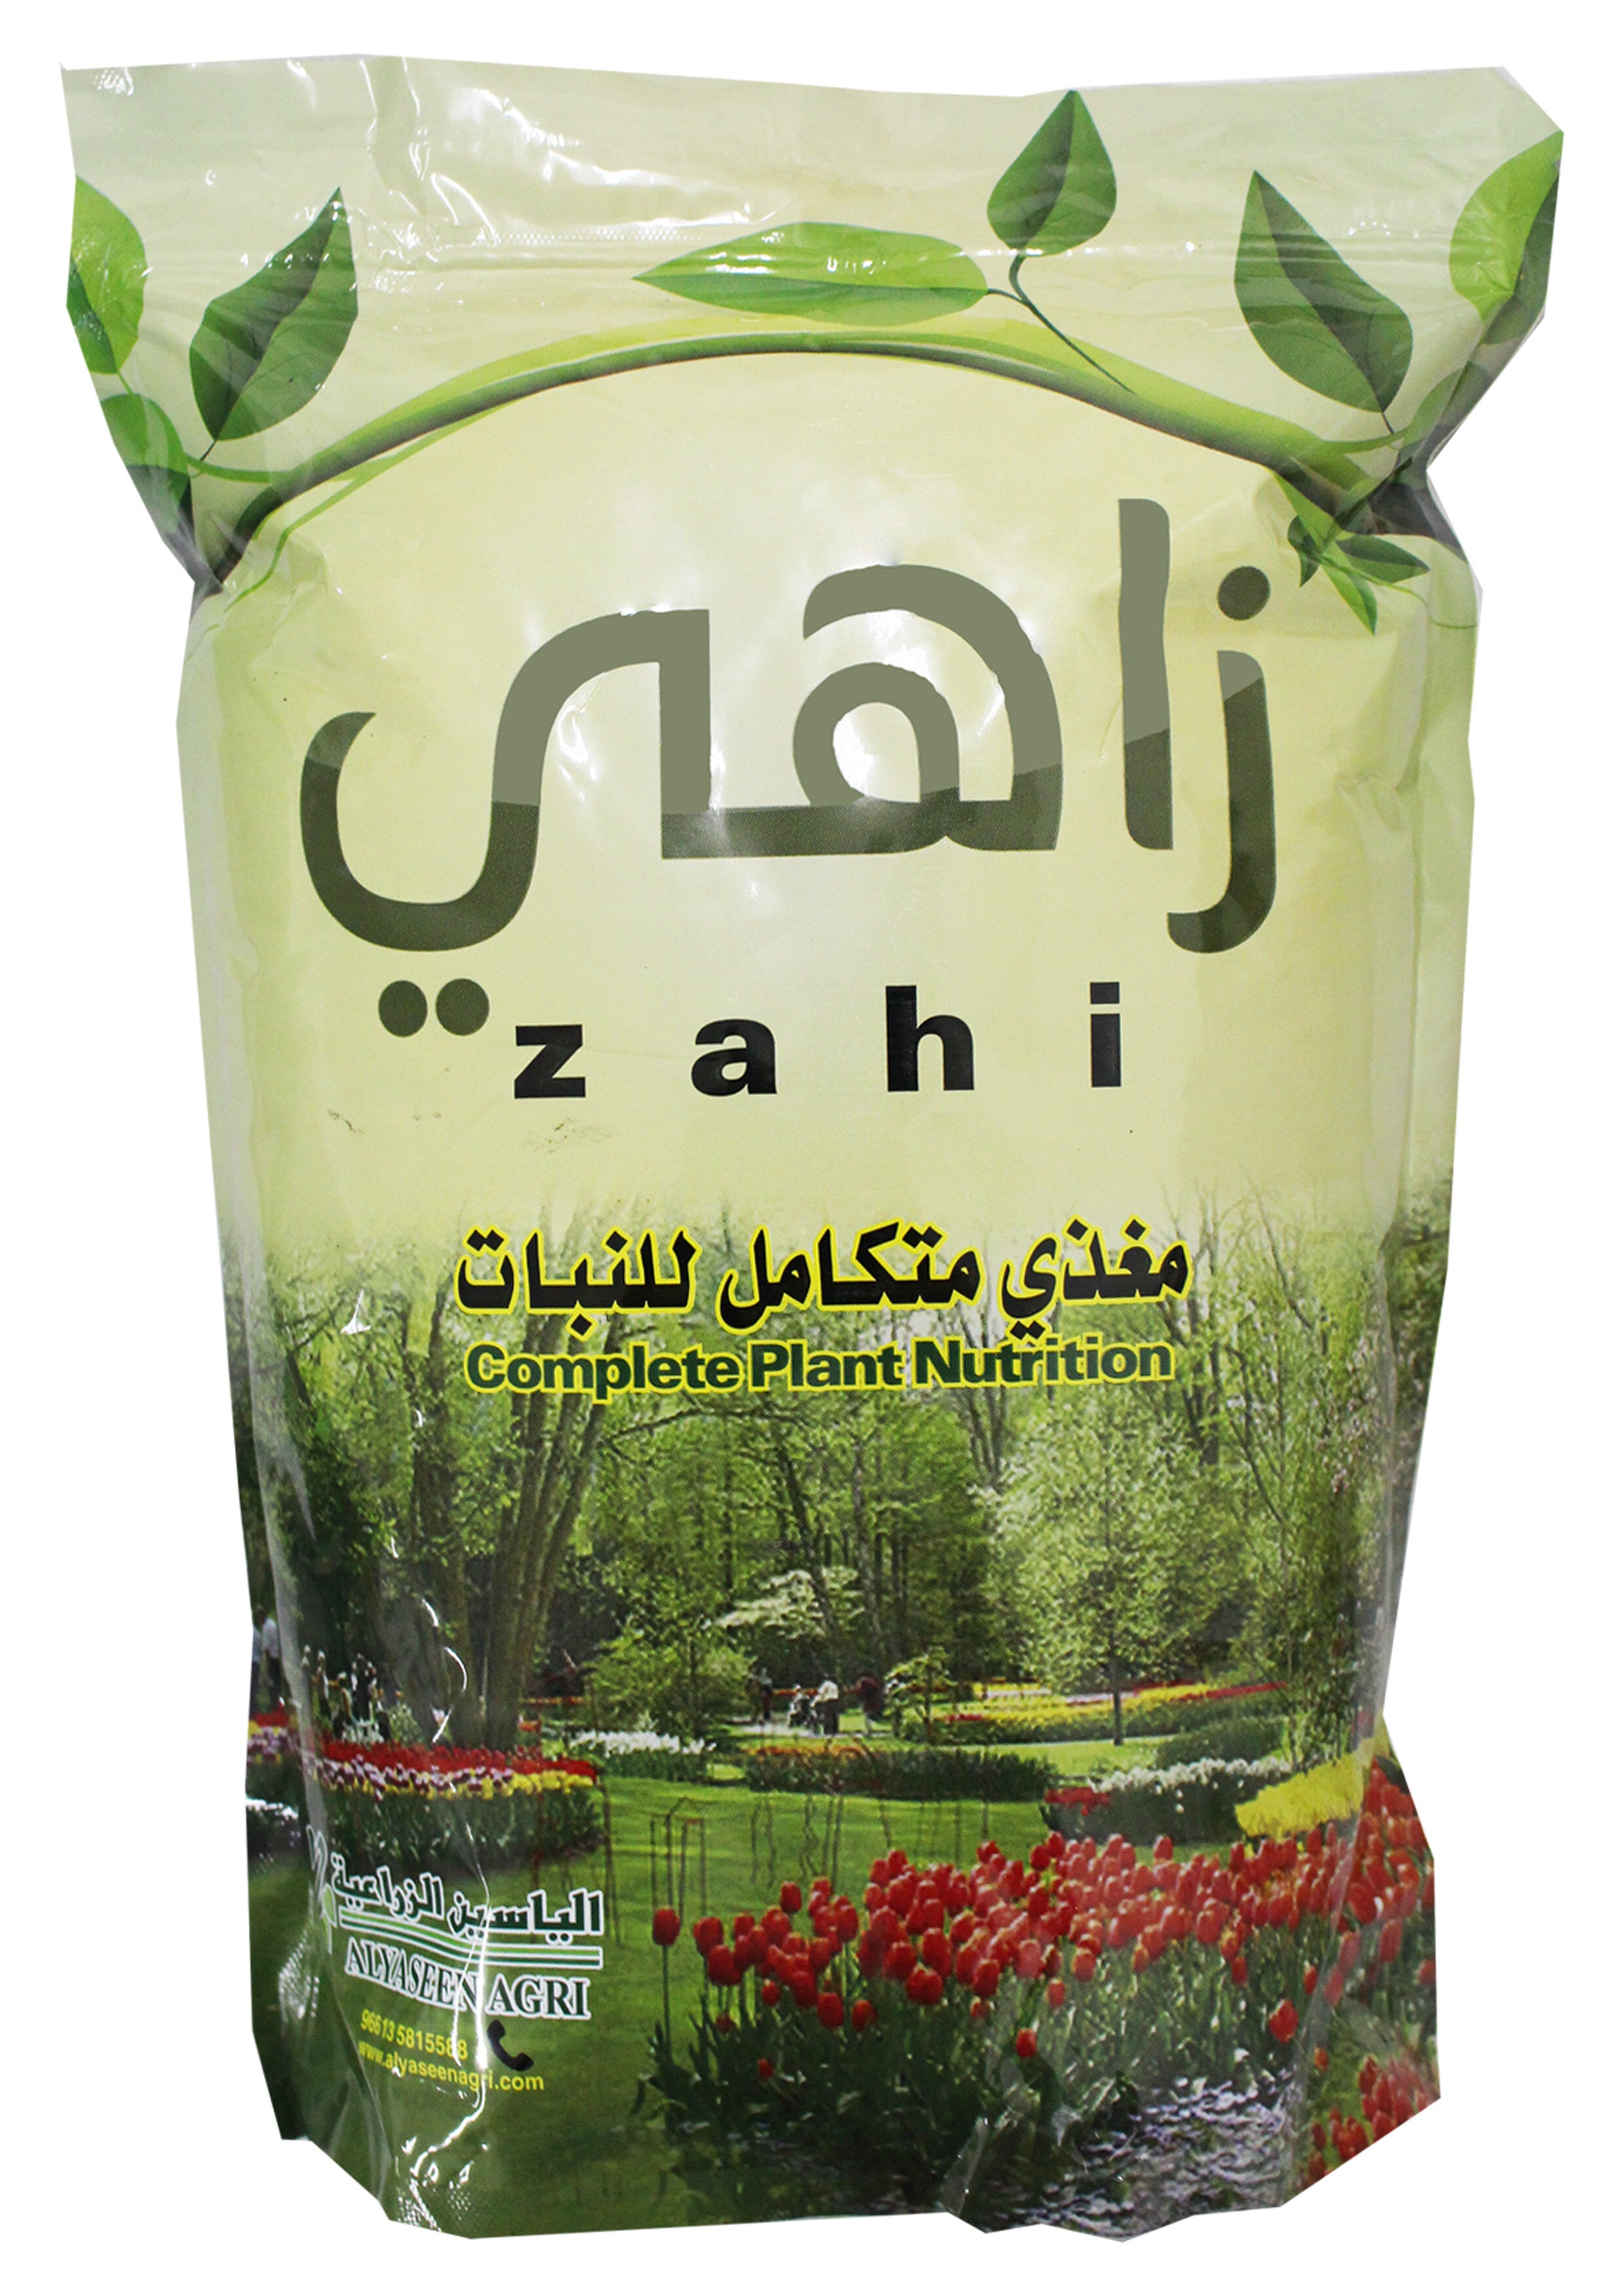 زاهي
zahi
مغذي متكامل للنبات
Complete Plant Nutrition
الياسين الزراعية
ALYASEEN AGRI
966135815588
www.alyaseenagri.com